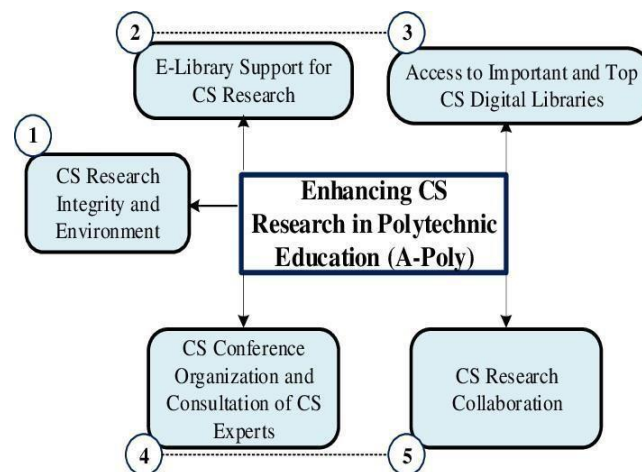 2
3
E-Library Support for
CS Research
Access to Important and Top
CS Digital Libraries
1
CS Research
Integrity and
Environment
Enhancing CS
Research in Polytechnic
Education (A-Poly)
CS Conference
Organization and
Consultation of CS
Experts
CS Research
Collaboration
4
5